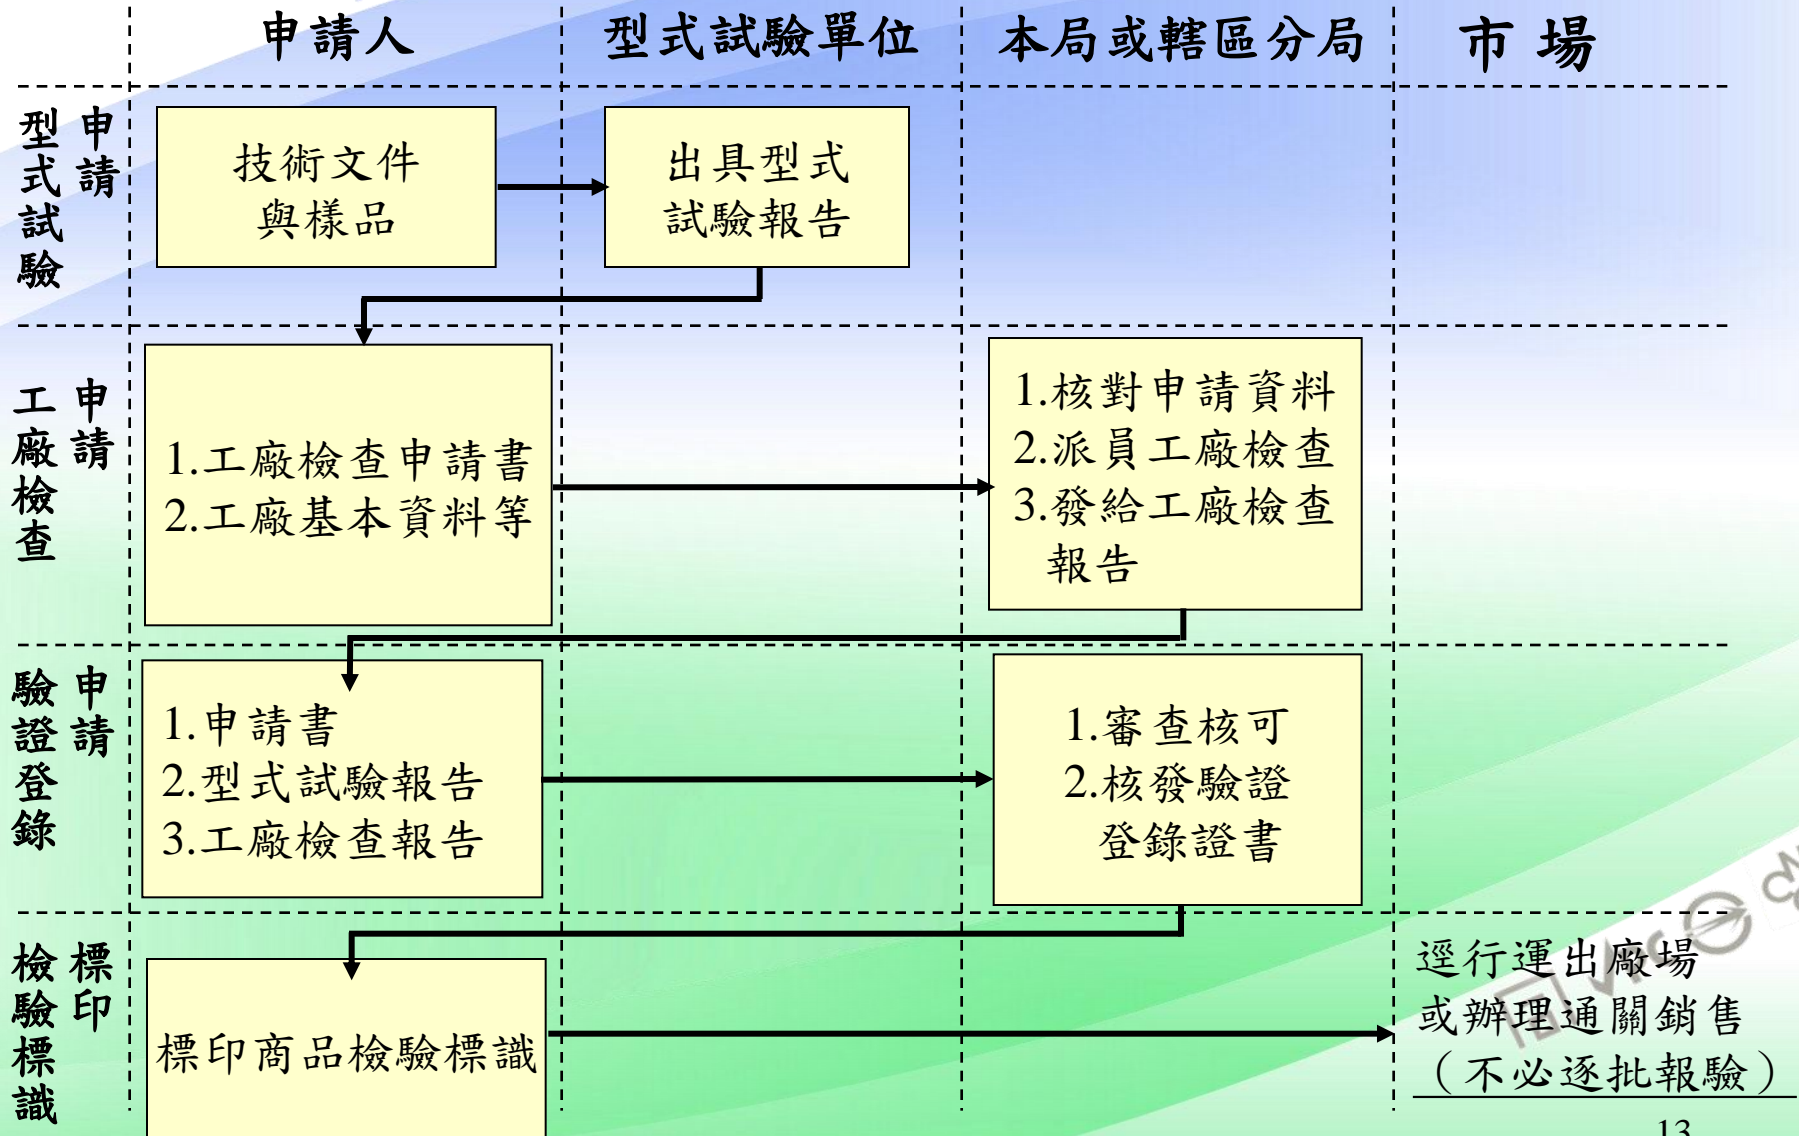 申請人
型式試驗單位
本局或轄區分局
市場
申請
型式試驗
技術文件
與樣品
出具型式
試驗報告
申請
工廠檢查
1.工廠檢查申請書
2.工廠基本資料等
1.核對申請資料
2.派員工廠檢查
3.發給工廠檢查
報告
申請
驗證登錄
1.申請書
2.型式試驗報告
3.工廠檢查報告
1.審查核可
2.核發驗證
登錄證書
標印
檢驗標識
標印商品檢驗標識
逕行運出廠場
或辦理通關銷售
（不必逐批報驗）
13